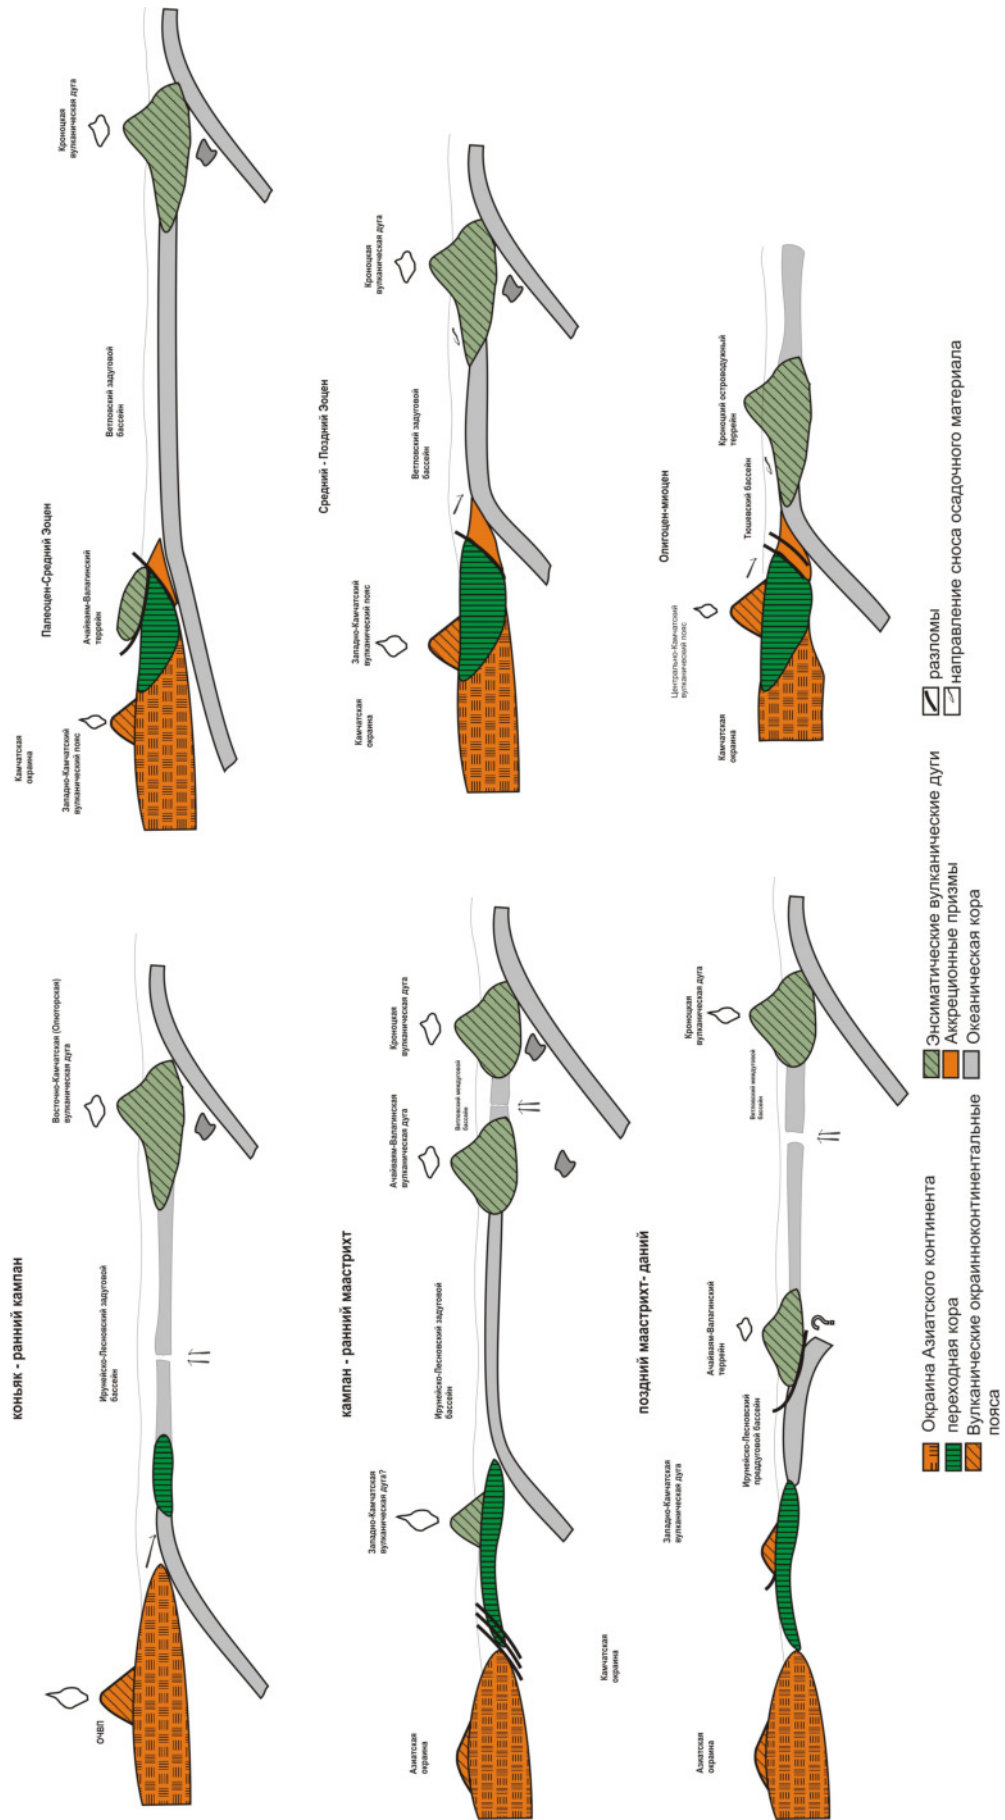 коньяк - ранний кампан
ОЧВП
Ирунейско-Лесновский задуговой
бассейн
Восточно-Камчатская (Олюторская)
вулканическая дуга
кампан - ранний маастрихт
Азиатская
окраина
Западно-Камчатская
вулканическая дуга?
Ирунейско-Лесновский задуговой
бассейн
Ачайваям-Валагинская
вулканическая дуга
Ветловский междуговой
бассейн
Кроноцкая
вулканическая дуга
поздний маастрихт- даний
Азиатская
окраина
Камчатская
окраина
Западно-Камчатская
вулканическая дуга
Ирунейско-Лесновский
преддуговой бассейн
Ачайваям-Валагинский
террейн
?
Ветловский междуговой
бассейн
Кроноцкая
вулканическая дуга
Палеоцен-Средний Эоцен
Камчатская
окраина
Западно-Камчатский
вулканический пояс
Ачайваям-Валагинский
террейн
Ветловский задуговой
бассейн
Кроноцкая
вулканическая дуга
Средний - Поздний Эоцен
Камчатская
окраина
Западно-Камчатский
вулканический пояс
Ветловский задуговой
бассейн
Кроноцкая
вулканическая дуга
Олигоцен-миоцен
Камчатская
окраина
Центрально-Камчатский
вулканический пояс
Тюшевский бассейн
Кроноцкий островодужный
террейн
Окраина Азиатского континента
переходная кора
Вулканические окраинноконтинентальные
пояса
Энсиматические вулканические дуги
Аккреционные призмы
Океаническая кора
разломы
направление сноса осадочного материала